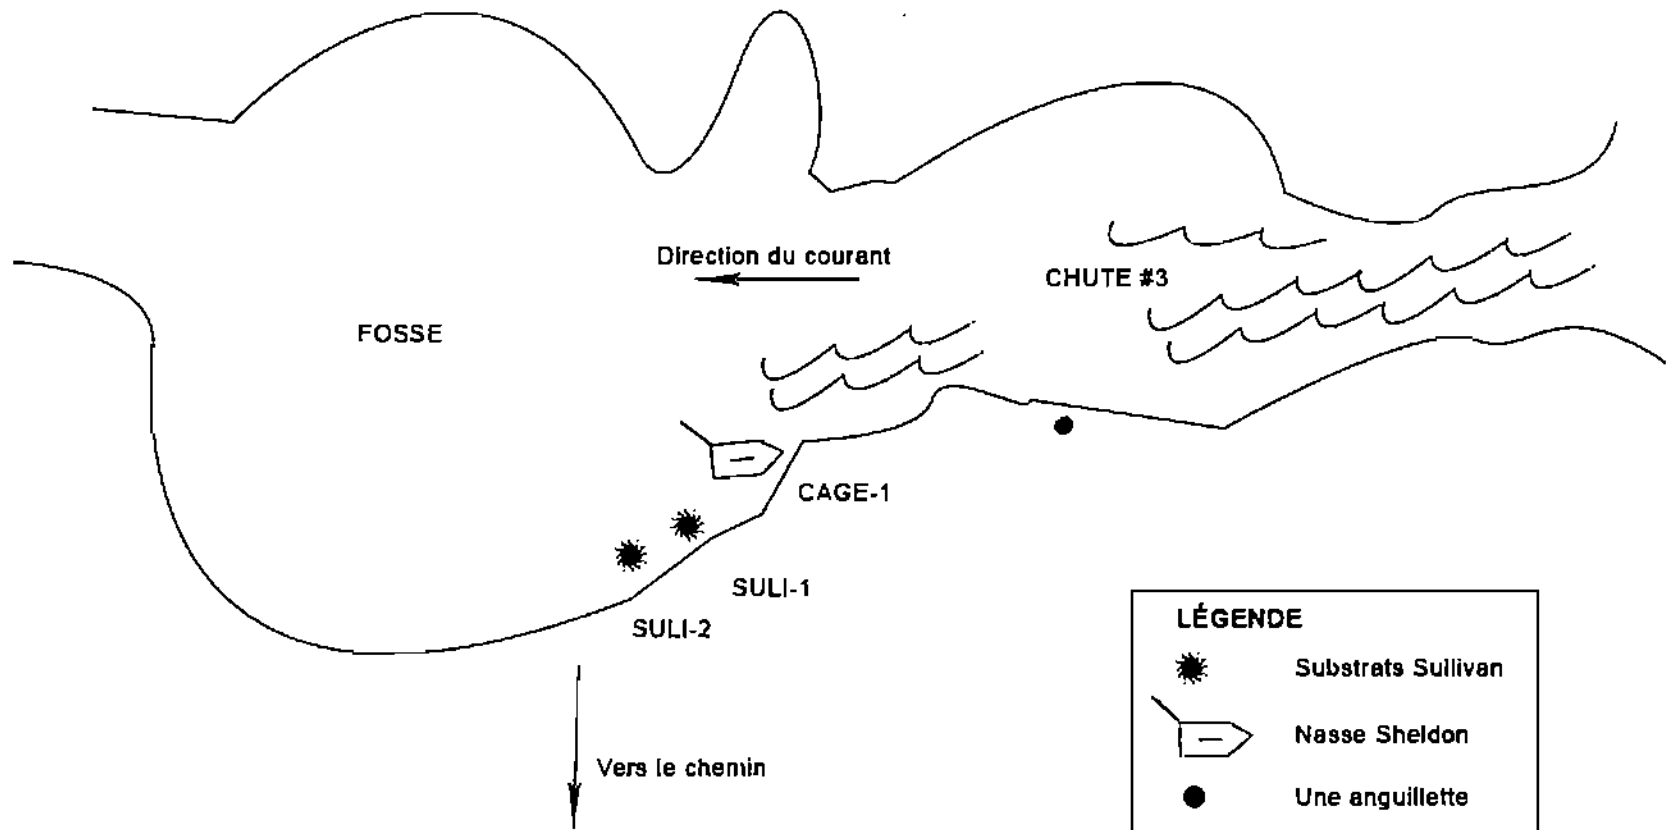 Direction du courant
CHUTE #3
FOSSE
CAGE-1
SULI-1
SULI-2
Vers le chemin
LÉGENDE
Substrats Sullivan
Nasse Sheldon
Une anguillette